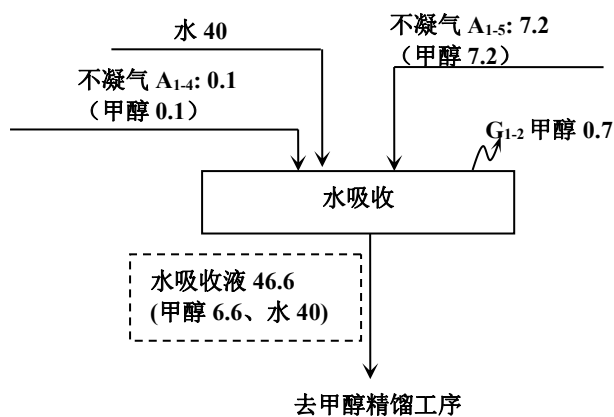 水 40
不凝气 A1-5: 7.2
（甲醇 7.2）
不凝气 A1-4: 0.1
（甲醇 0.1）
G1-2 甲醇 0.7
水吸收
水吸收液 46.6
(甲醇 6.6、水 40)
去甲醇精馏工序